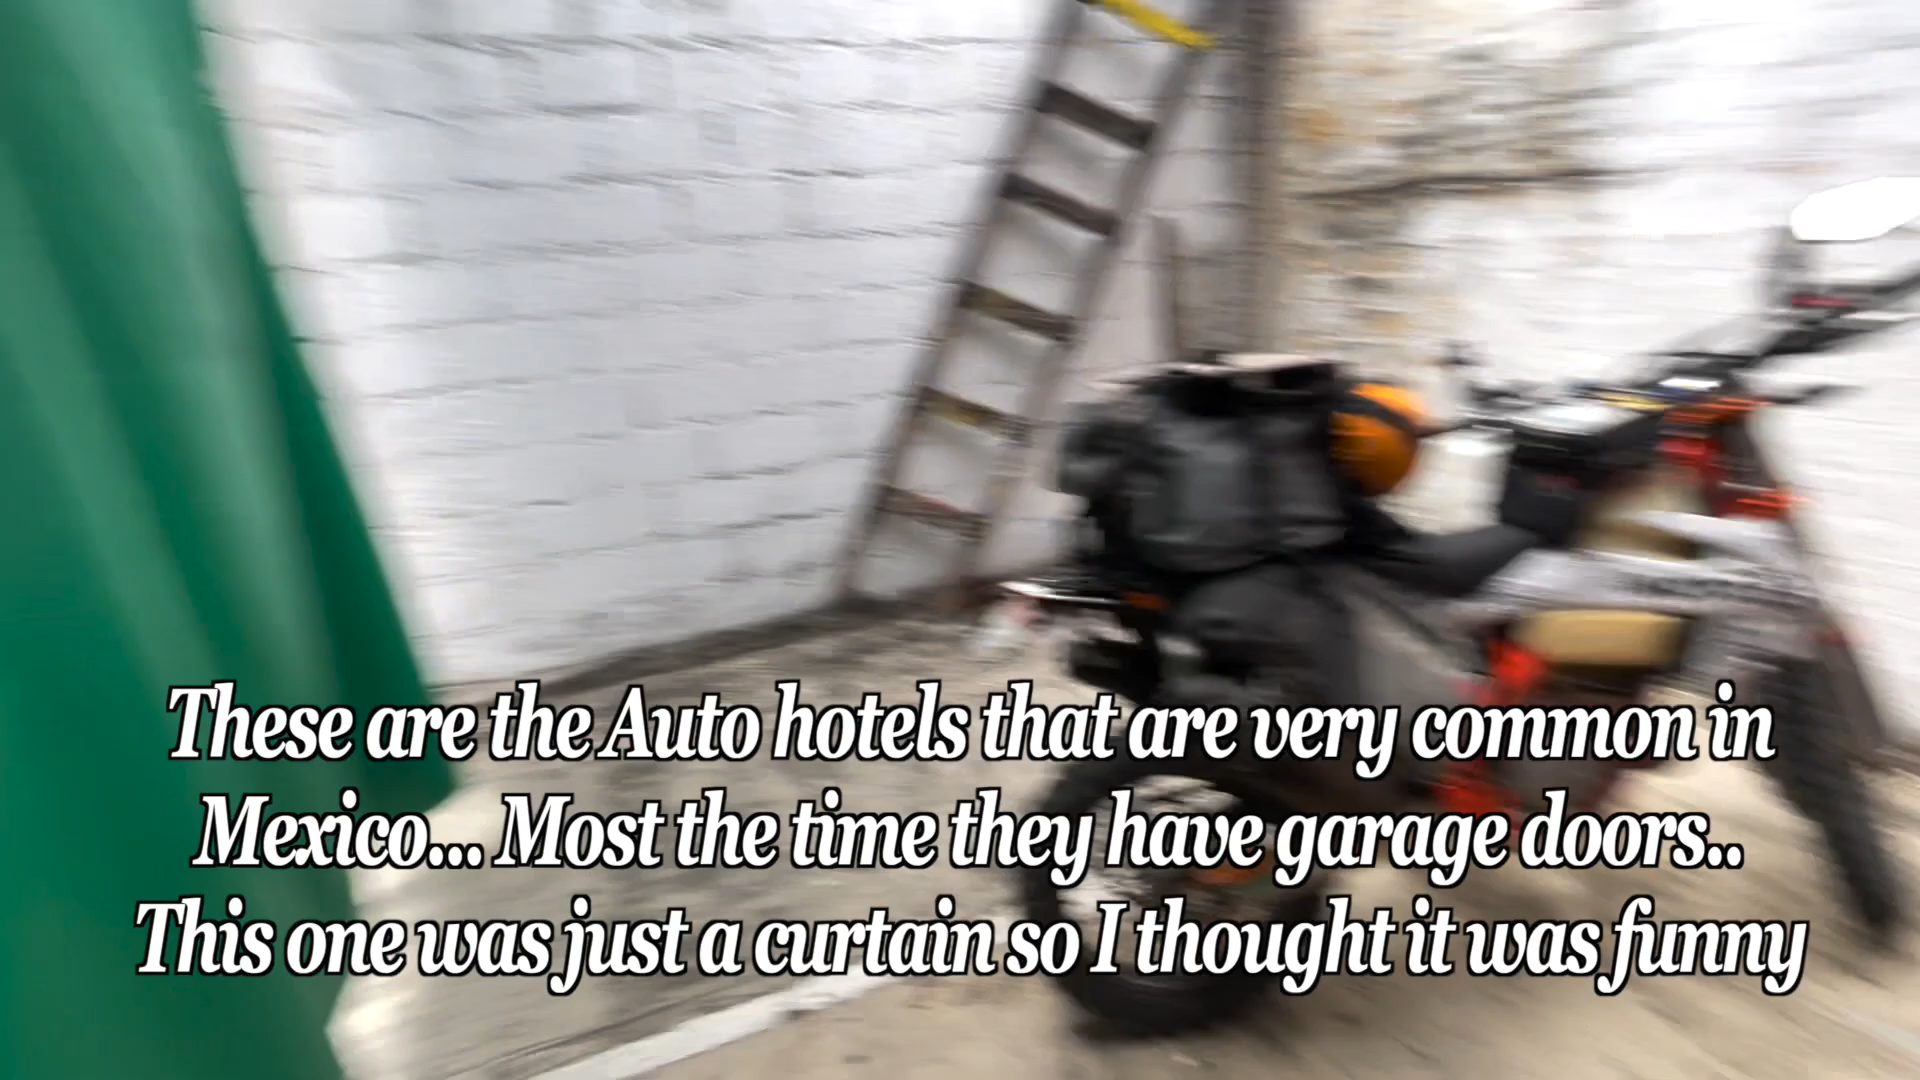 These are the Auto hotels that are very common in
Mexico... Most the time they have garage doors..
This one was just a curtain so I thought it was funny